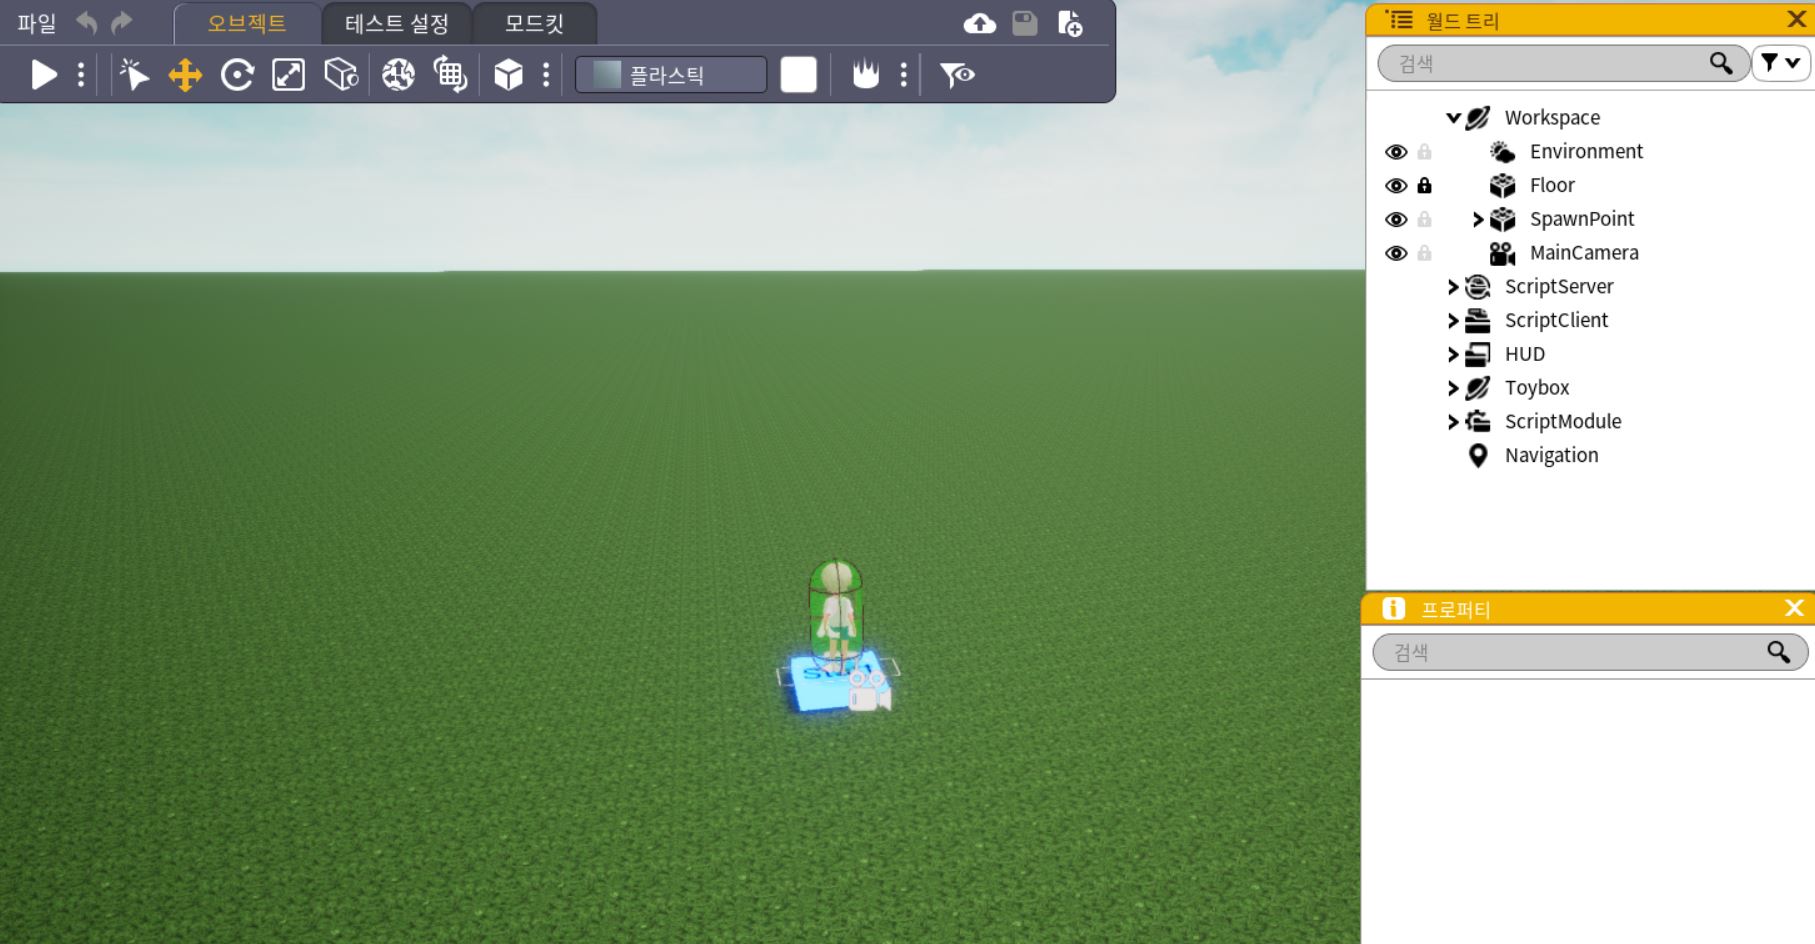 파일
오브젝트
테스트 설정
모드킷
플라스틱
월드 트리
검색
Workspace
Environment
Floor
SpawnPoint
MainCamera
ScriptServer
ScriptClient
HUD
Toybox
ScriptModule
Navigation
프로퍼티
검색